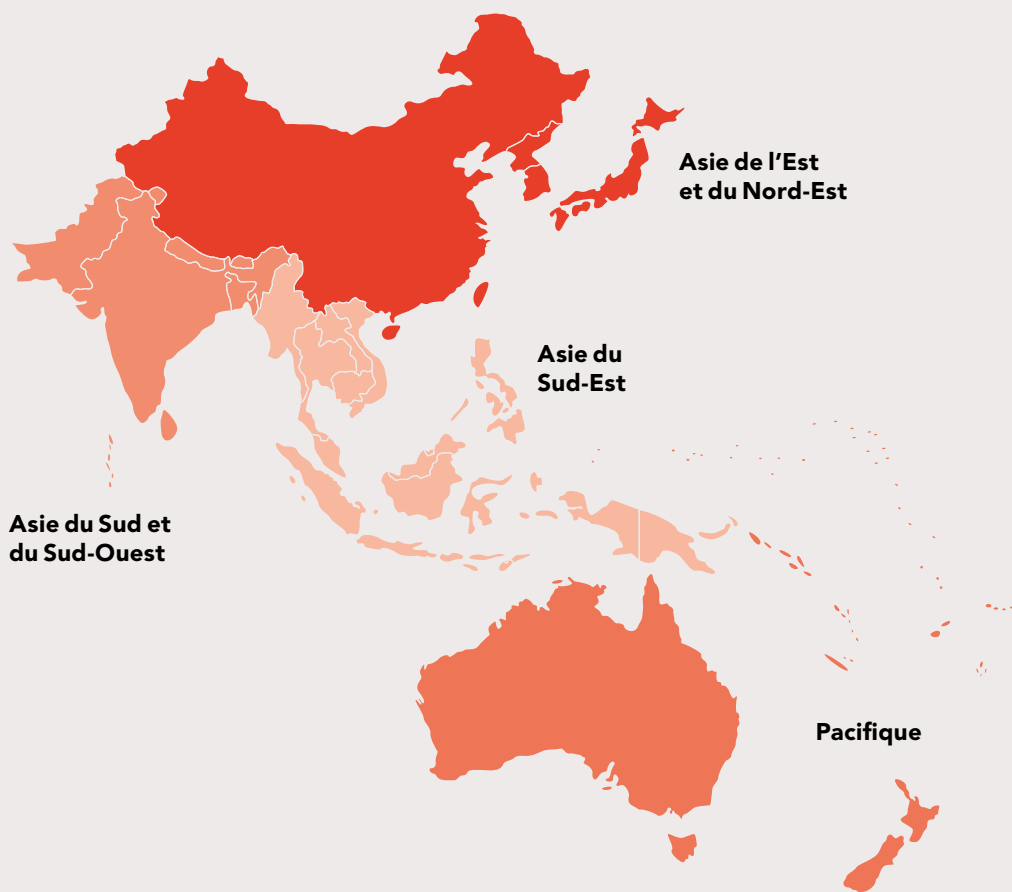 Asie de l’Est
et du Nord-Est
Asie du
Sud-Est
Asie du Sud et
du Sud-Ouest
Pacifique